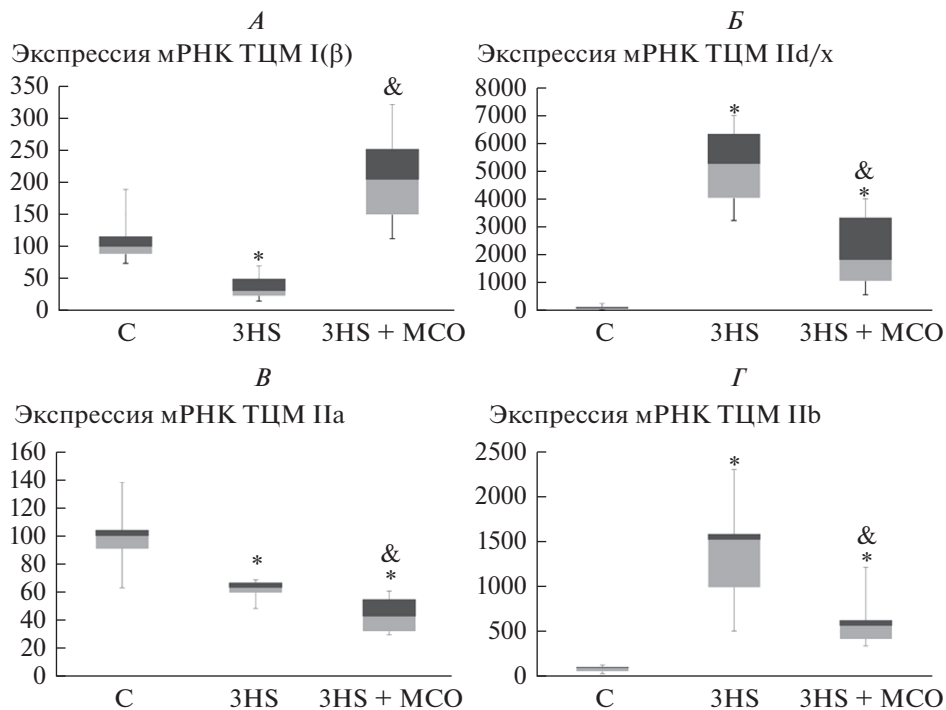 А
Экспрессия мРНК ТЦМ I(β)
350
300
250
200
150
100
50
0
*
&
C
3HS
3HS + MCO
Б
Экспрессия мРНК ТЦМ IId/x
8000
7000
6000
5000
4000
3000
2000
1000
0
*
&
*
C
3HS
3HS + MCO
В
Экспрессия мРНК ТЦМ IIa
160
140
120
100
80
60
40
20
0
*
&
*
C
3HS
3HS + MCO
Г
Экспрессия мРНК ТЦМ IIb
2500
2000
1500
1000
500
0
*
&
*
C
3HS
3HS + MCO